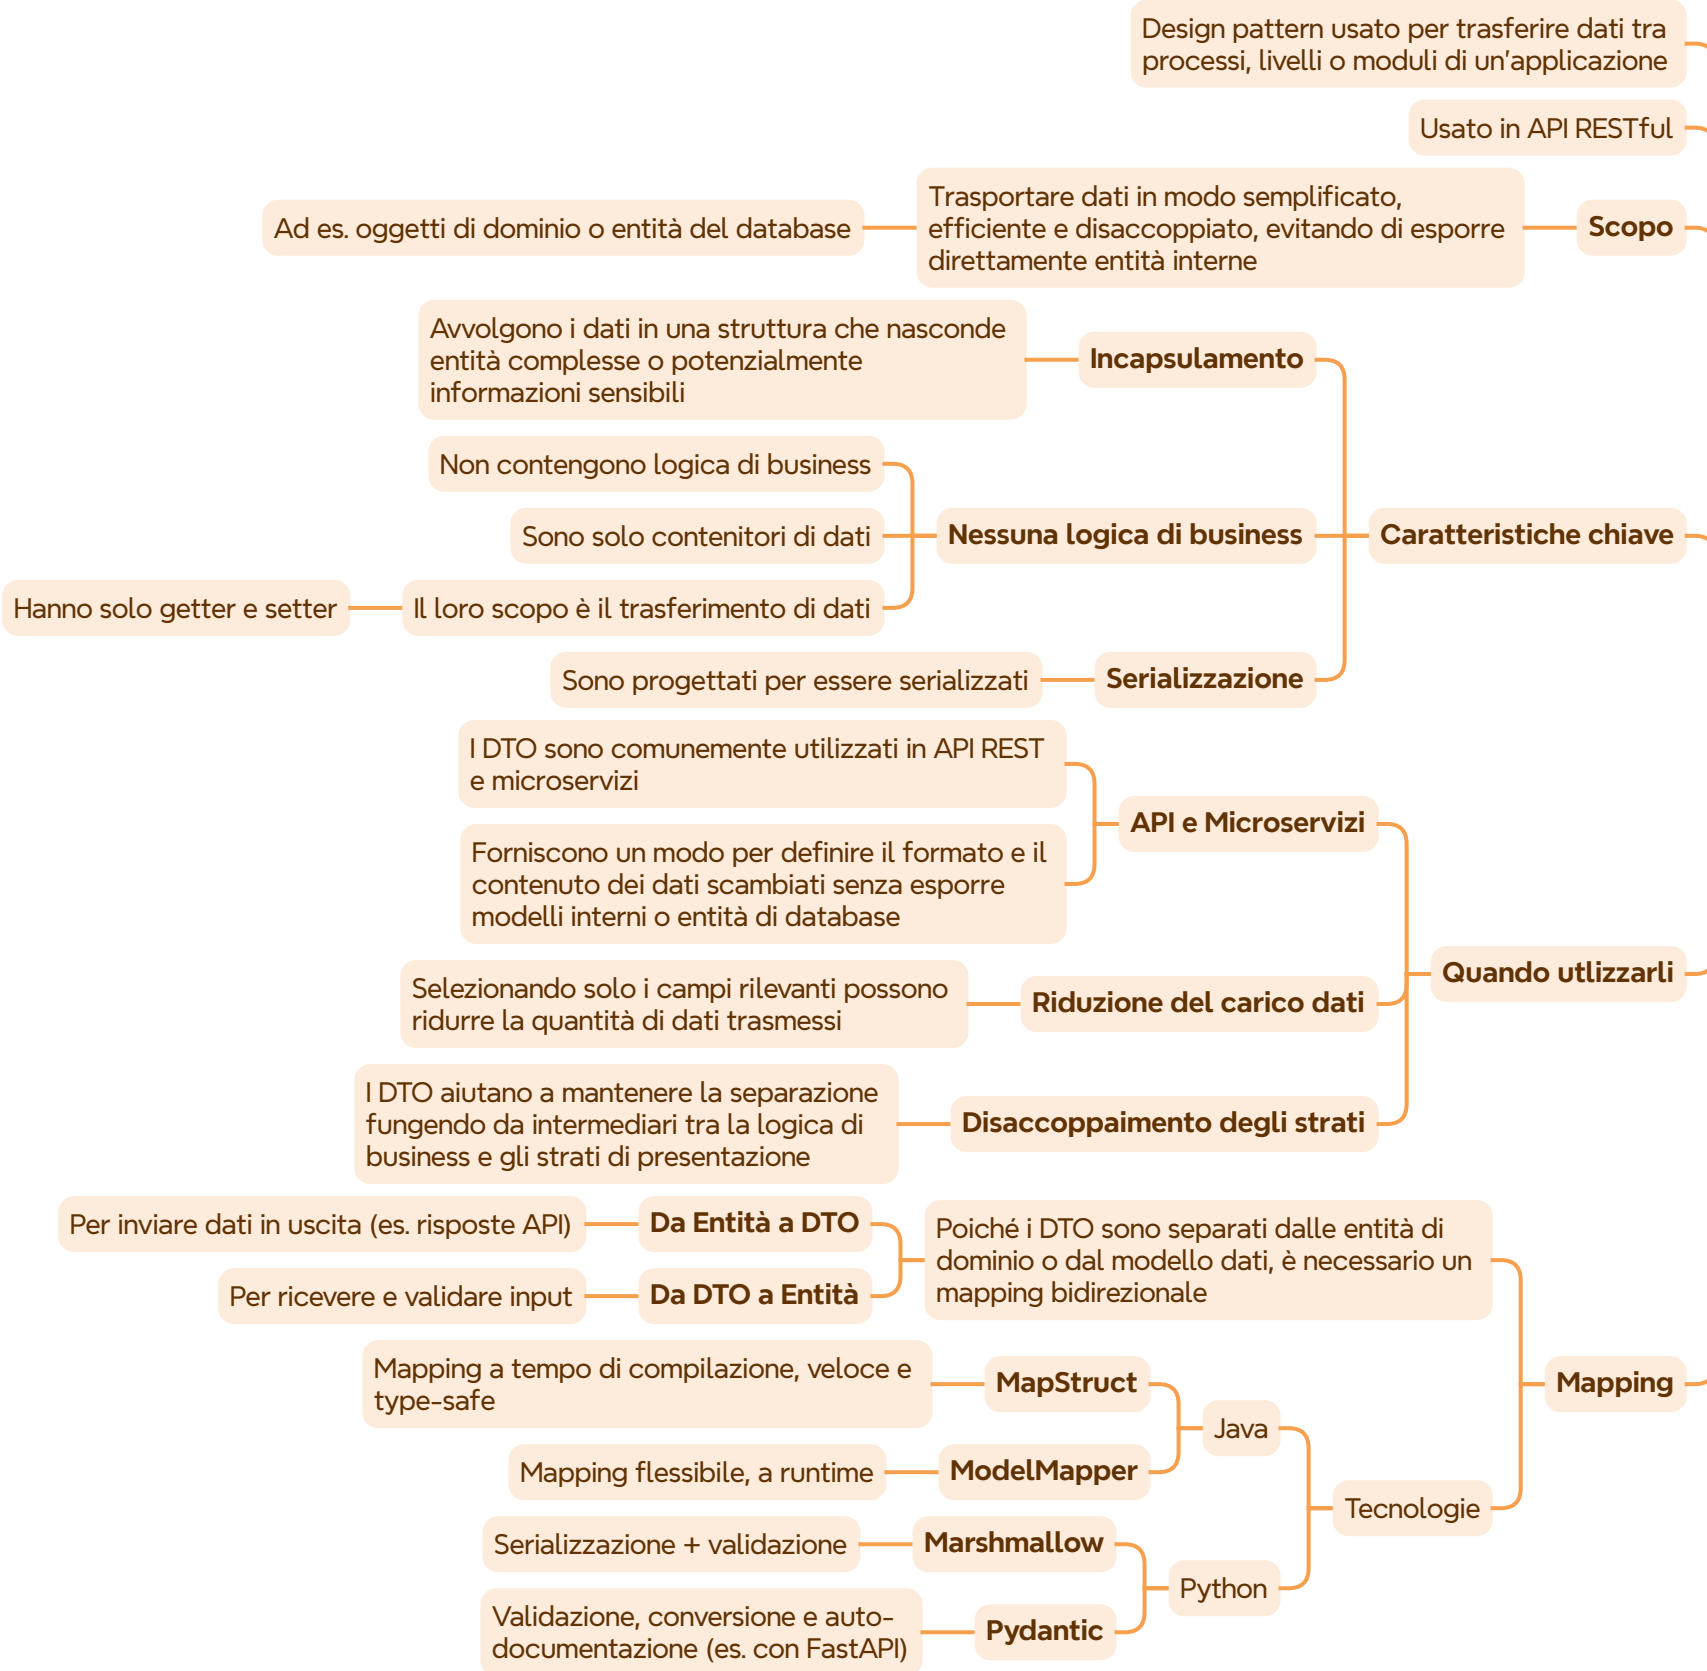 Design pattern usato per trasferire dati tra
processi, livelli o moduli di un'applicazione
Usato in API RESTful
Scopo
Trasportare dati in modo semplificato,
efficiente e disaccoppiato, evitando di esporre
direttamente entità interne
Ad es. oggetti di dominio o entità del database
Caratteristiche chiave
Incapsulamento
Avvolgono i dati in una struttura che nasconde
entità complesse o potenzialmente
informazioni sensibili
Nessuna logica di business
Non contengono logica di business
Sono solo contenitori di dati
Il loro scopo è il trasferimento di dati
Hanno solo getter e setter
Serializzazione
Sono progettati per essere serializzati
Quando utlizzarli
API e Microservizi
I DTO sono comunemente utilizzati in API REST
e microservizi
Forniscono un modo per definire il formato e il
contenuto dei dati scambiati senza esporre
modelli interni o entità di database
Riduzione del carico dati
Selezionando solo i campi rilevanti possono
ridurre la quantità di dati trasmessi
Disaccoppaimento degli strati
I DTO aiutano a mantenere la separazione
fungendo da intermediari tra la logica di
business e gli strati di presentazione
Mapping
Poiché i DTO sono separati dalle entità di
dominio o dal modello dati, è necessario un
mapping bidirezionale
Da Entità a DTO
Per inviare dati in uscita (es. risposte API)
Da DTO a Entità
Per ricevere e validare input
Tecnologie
Java
MapStruct
Mapping a tempo di compilazione, veloce e
type-safe
ModelMapper
Mapping flessibile, a runtime
Python
Marshmallow
Serializzazione + validazione
Pydantic
Validazione, conversione e auto-
documentazione (es. con FastAPI)